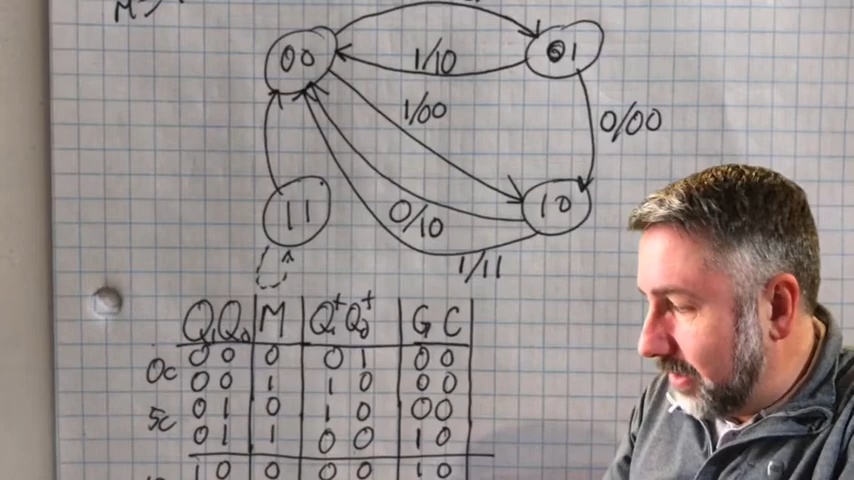 00
01
1/10
1/00
0/00
10
11
0/10
1/11
Q₁Q₀ M Q₁⁺Q₀⁺ G C
0c 0 0 0 0 1 0 0
0 0 1 1 0 0 0
5c 0 1 0 1 0 0 0
0 1 1 0 0 1 0
1 0 0 0 0 1 0